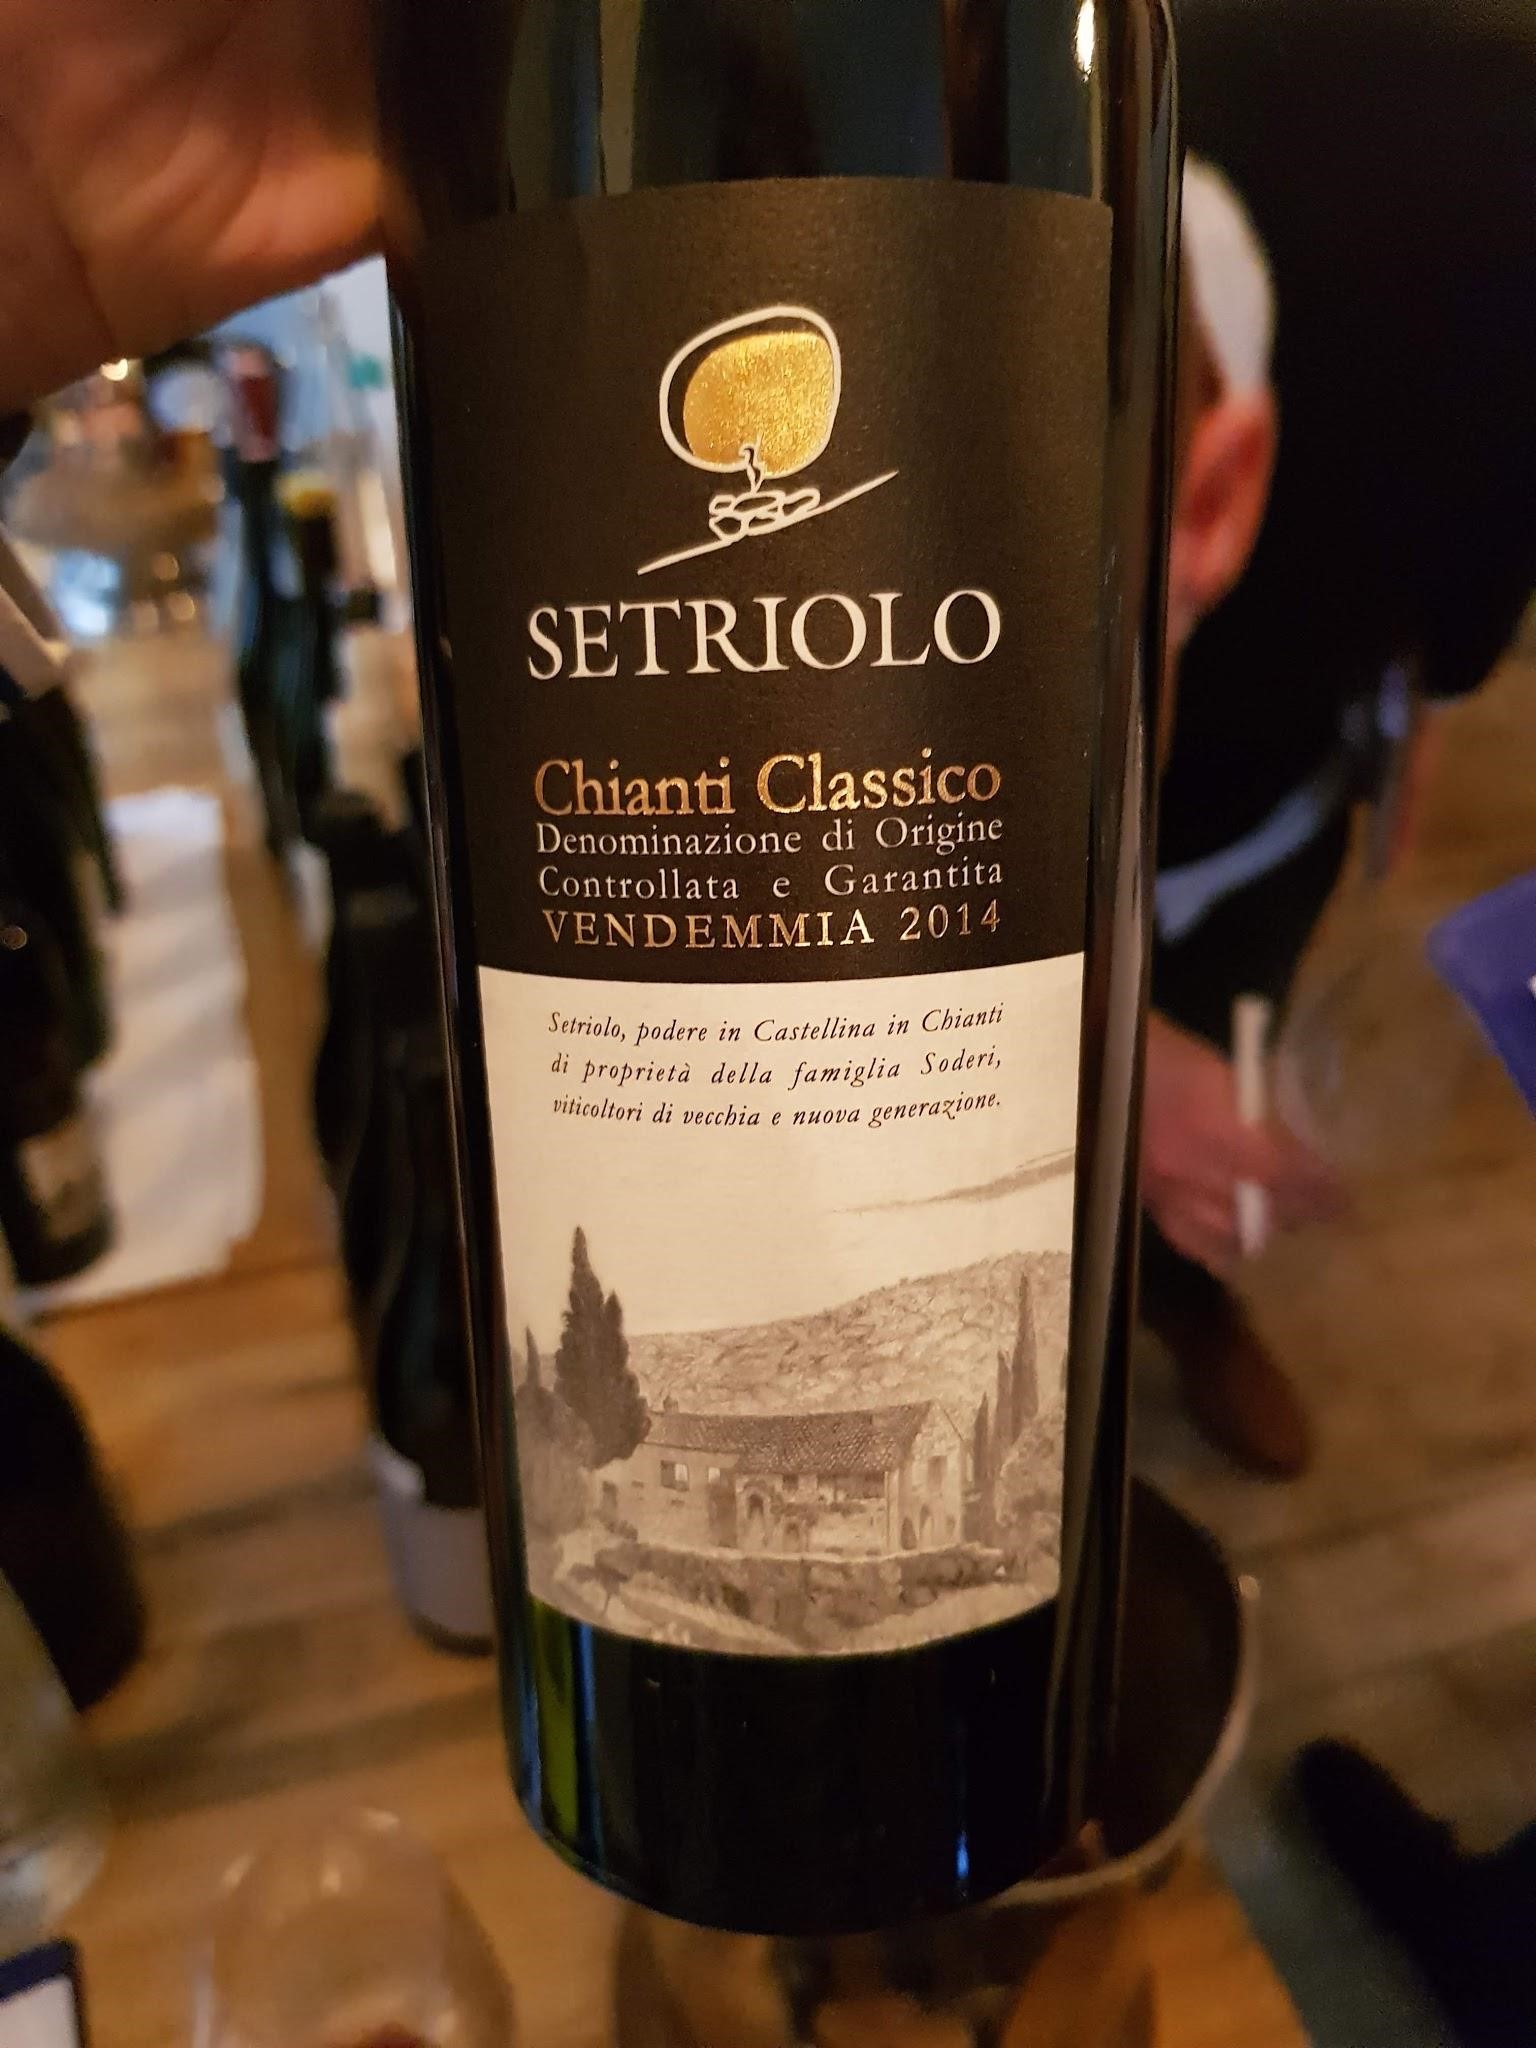 SETRIOLO
Chianti Classico
Denominazione di Origine
Controllata e Garantita
VENDEMMIA 2014
Setriolo, podere in Castellina in Chianti
di proprietà della famiglia Soderi,
viticoltori di vecchia e nuova generazione.